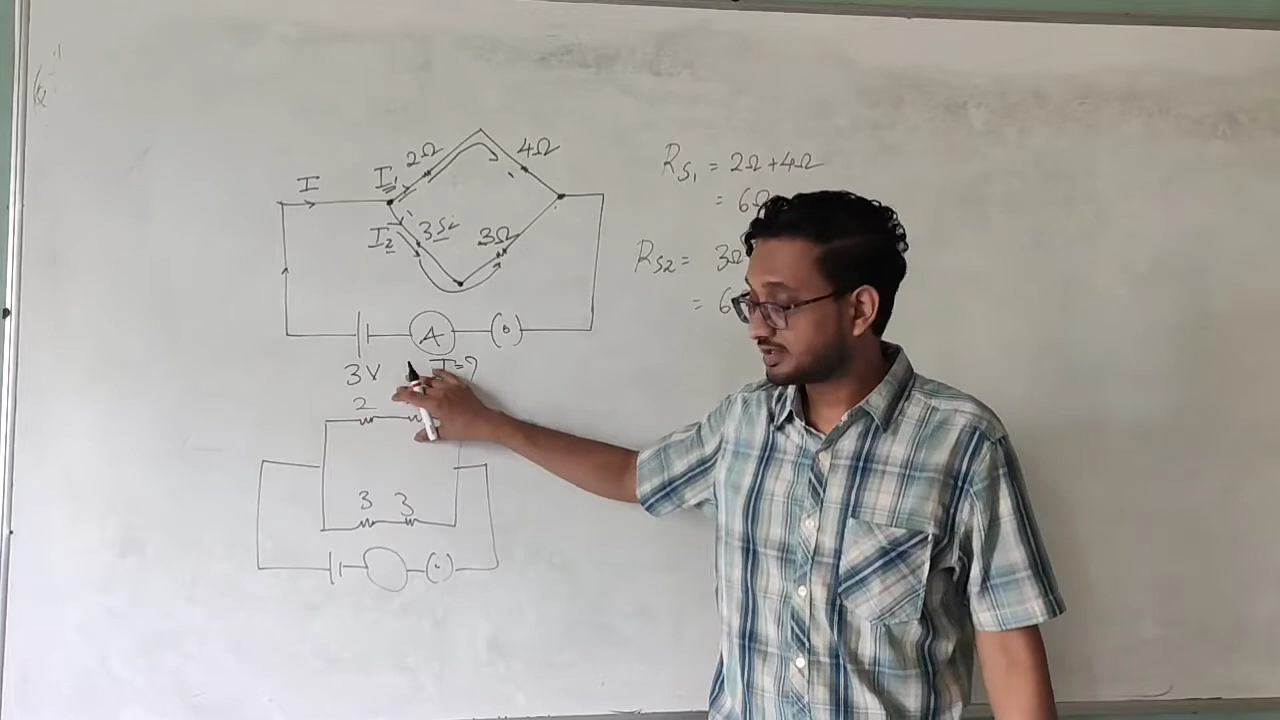 2Ω 4Ω
I I₁
I₂ 3Ω 3Ω
A
3V I=?
2
3 3
R_S₁ = 2Ω+4Ω
= 6Ω
R_S2 = 3Ω
= 6